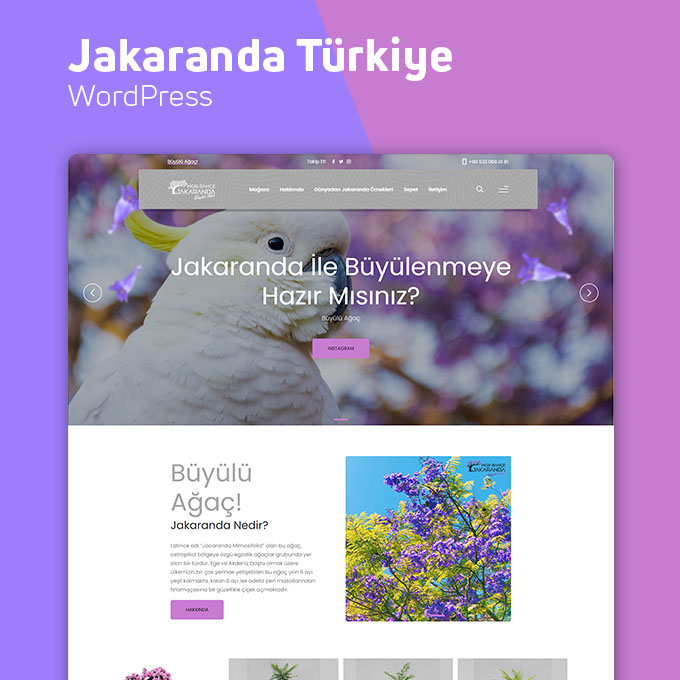 Jakaranda Türkiye
WordPress
Büyülü Ağaç!
Takip Et!
+90 532 069 01 81
MOR BAHÇE
JAKARANDA
Mağaza Hakkında Dünyadan Jakaranda Örnekleri Sepet İletişim
Jakaranda İle Büyülenmeye
Hazır Mısınız?
Büyülü Ağaç
INSTAGRAM
Büyülü
Ağaç!
Jakaranda Nedir?
Latince adı "Jacaranda Mimosifolia" olan bu ağaç,
astropikal bölgeye özgü egzotik ağaçlar grubunda yer
alan bir türdür. Ege ve Akdeniz başta olmak üzere
ülkemizin bir çok yerinde yetişebilen bu ağaç yılın 6 ayı
yeşil kalmakta, kalan 6 ayı ise adeta peri masallarından
fırlamışçasına bir güzellikle çiçek açmaktadır.
HAKKINDA
MOR BAHÇE
JAKARANDA